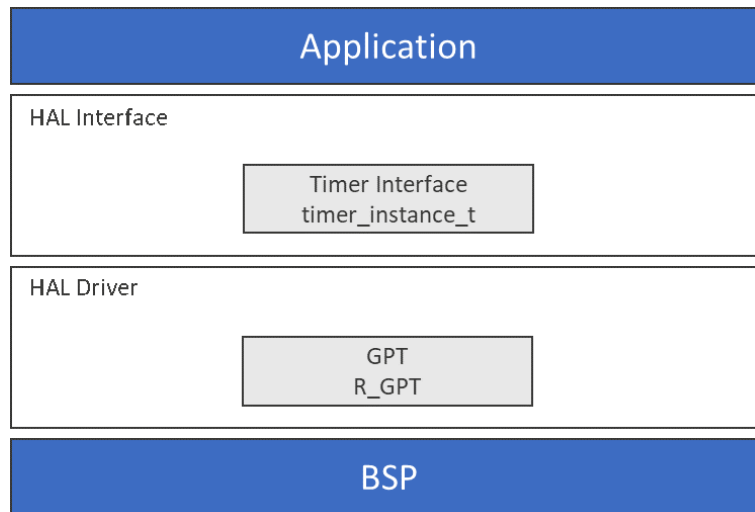 Application
HAL Interface
Timer Interface
timer_instance_t
HAL Driver
GPT
R_GPT
BSP